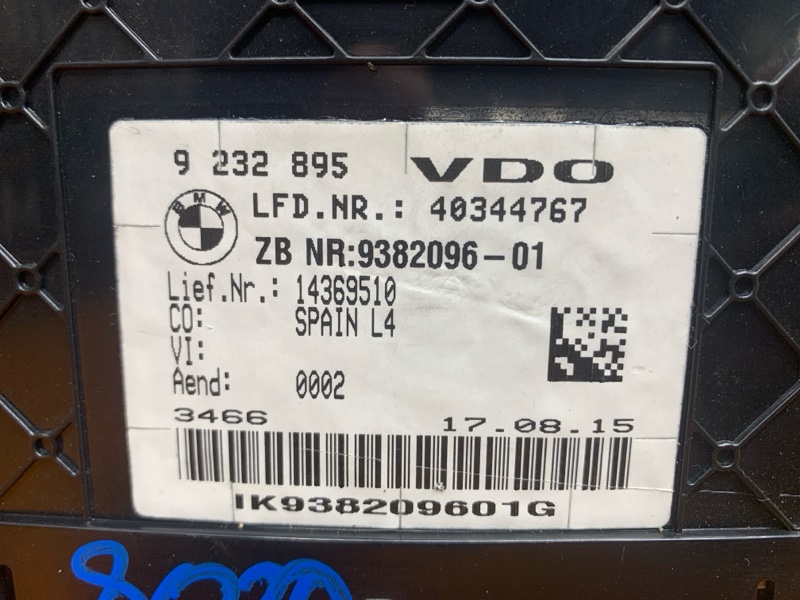 9 232 895 VDO
BMW
LFD.NR.: 40344767
ZB NR:9382096-01
Lief.Nr.: 14369510
CO: SPAIN L4
VI:
Aend: 0002
3466 17.08.15
IK938209601G